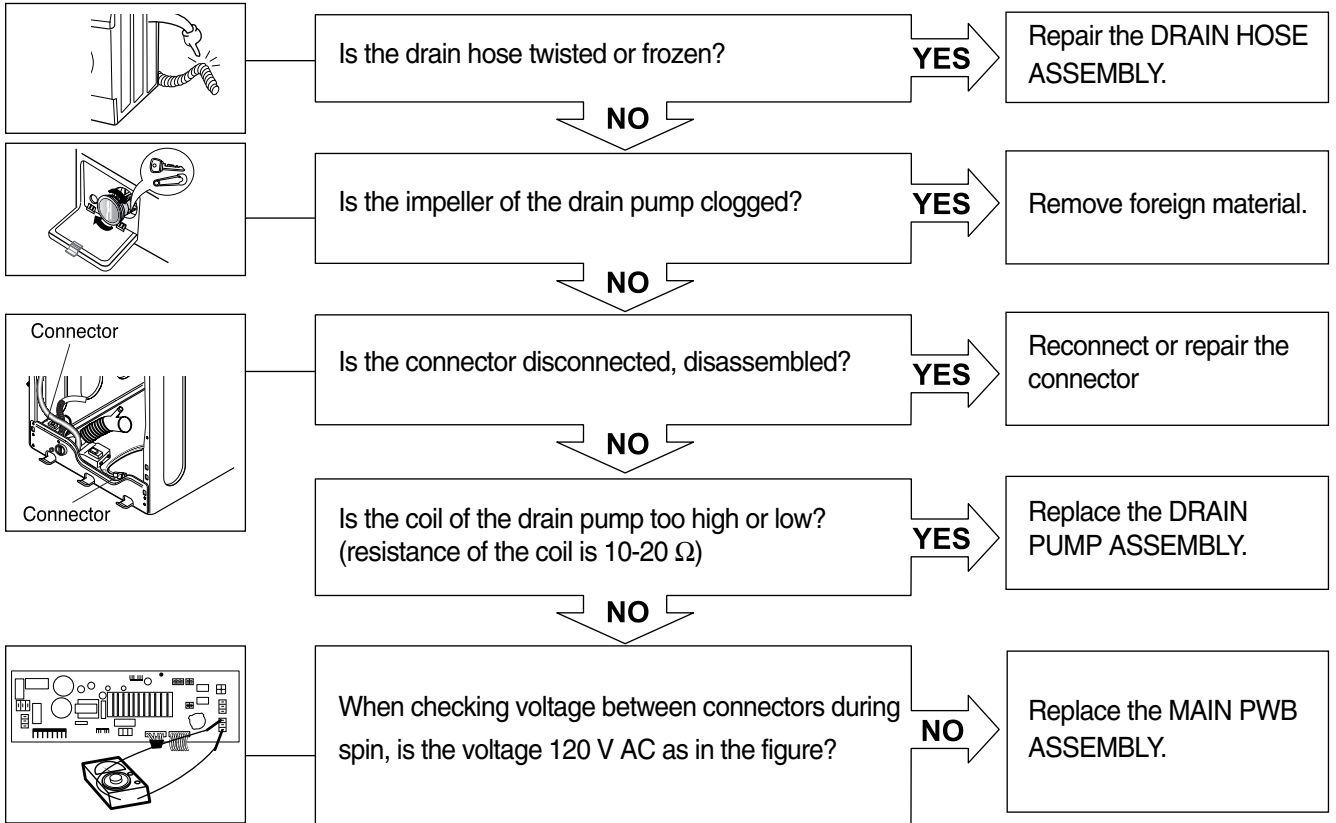 Is the drain hose twisted or frozen?
YES
Repair the DRAIN HOSE
ASSEMBLY.
NO
Is the impeller of the drain pump clogged?
YES
Remove foreign material.
NO
Connector
Connector
Is the connector disconnected, disassembled?
YES
Reconnect or repair the
connector
NO
Is the coil of the drain pump too high or low?
(resistance of the coil is 10-20 Ω)
YES
Replace the DRAIN
PUMP ASSEMBLY.
NO
When checking voltage between connectors during
spin, is the voltage 120 V AC as in the figure?
NO
Replace the MAIN PWB
ASSEMBLY.